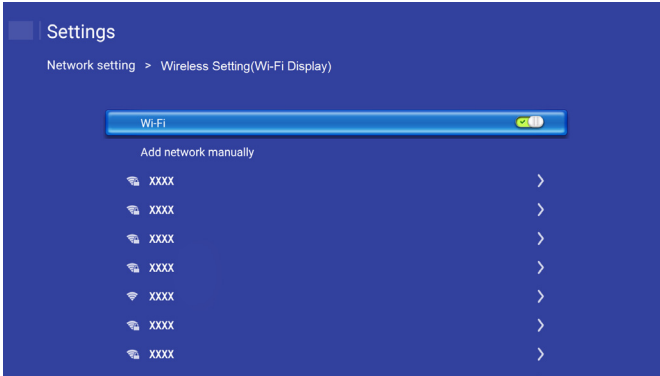 Settings
Network setting > Wireless Setting(Wi-Fi Display)
Wi-Fi
Add network manually
XXXX
XXXX
XXXX
XXXX
XXXX
XXXX
XXXX